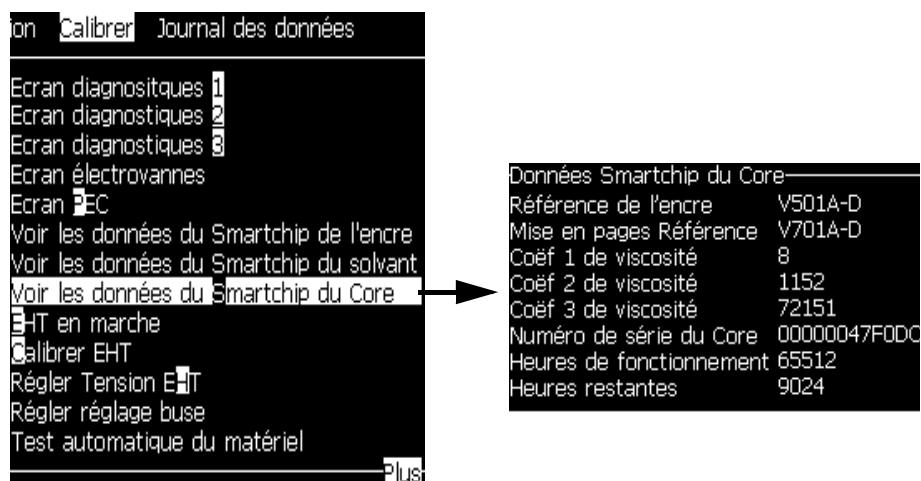 ion Calibrer Journal des données
Ecran diagnositques 1
Ecran diagnostiques 2
Ecran diagnostiques 3
Ecran électrovannes
Ecran PEC
Voir les données du Smartchip de l'encre
Voir les données du Smartchip du solvant
Voir les données du Smartchip du Core
EHT en marche
Calibrer EHT
Régler Tension EHT
Régler réglage buse
Test automatique du matériel
Plus
Données Smartchip du Core
Référence de l'encre V501A-D
Mise en pages Référence V701A-D
Coëf 1 de viscosité 8
Coëf 2 de viscosité 1152
Coëf 3 de viscosité 72151
Numéro de série du Core 00000047F0DC
Heures de fonctionnement 65512
Heures restantes 9024